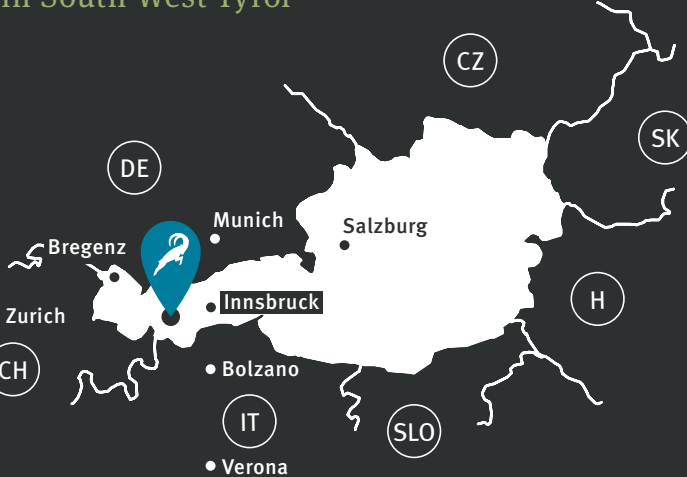 in South West Tyrol
CZ
SK
DE
Munich
Salzburg
Bregenz
Innsbruck
H
Zurich
CH
Bolzano
IT
SLO
Verona